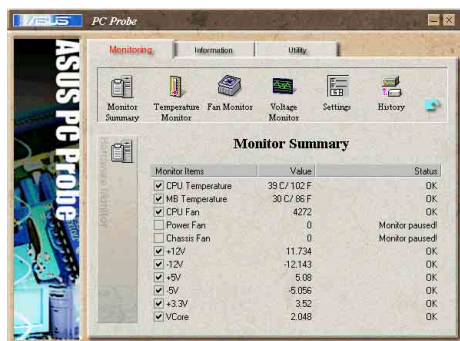 /ISUS PC Probe
Monitoring Information Utility
ASUS PC Probe
Monitor Summary
Temperature Monitor
Fan Monitor
Voltage Monitor
Settings
History
Hardware Monitor
Monitor Summary
Monitor Items Value Status
CPU Temperature 39 C/ 102 F OK
MB Temperature 30 C/ 86 F OK
CPU Fan 4272 OK
Power Fan 0 Monitor paused!
Chassis Fan 0 Monitor paused!
+12V 11.734 OK
-12V -12.143 OK
+5V 5.08 OK
-5V -5.056 OK
+3.3V 3.52 OK
VCore 2.048 OK